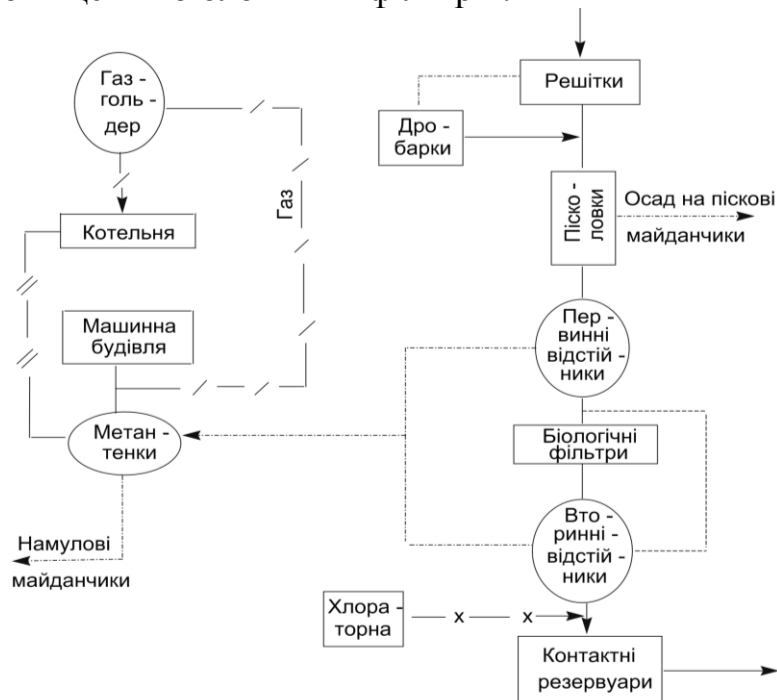 Газ -
голь -
дер
Котельня
Машинна
будівля
Метан -
тенки
Намулові
майданчики
Газ
Решітки
Дро -
барки
Піско -
ловки
Осад на піскові
майданчики
Пер -
винні
відстій -
ники
Біологічні
фільтри
Вто -
ринні -
відстій -
ники
Хлора -
торна
x
x
Контактні
резервуари